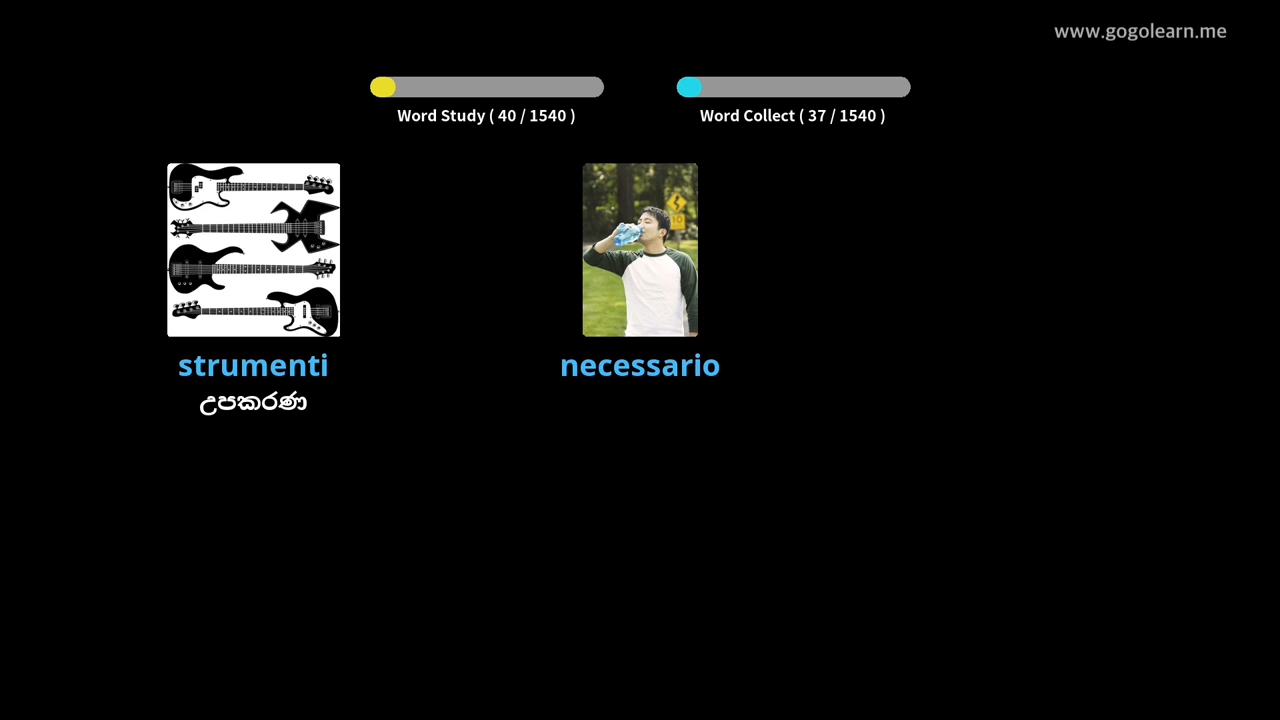 www.gogolearn.me
Word Study ( 40 / 1540 )
Word Collect ( 37 / 1540 )
strumenti
necessario
උපකරණ